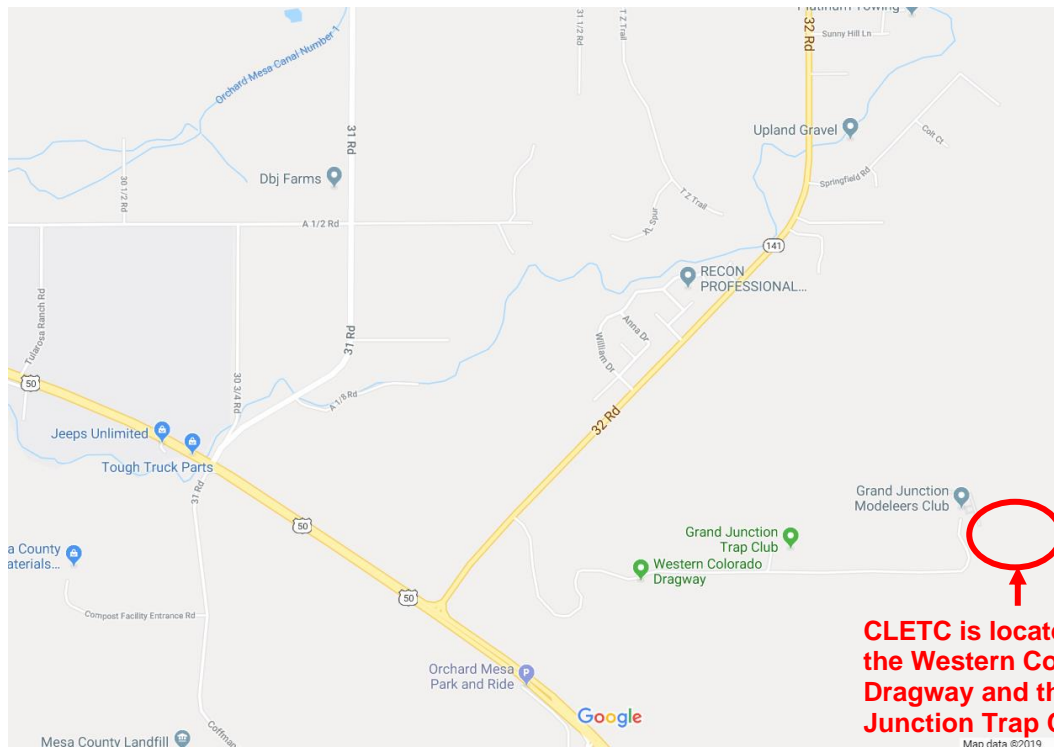 Platinum Towing
Sunny Hill Ln
32 Rd
T Z Trail
31 1/2 Rd
Orchard Mesa Canal Number 1
31 Rd
Upland Gravel
Colt Ct
Dbj Farms
30 1/2 Rd
Springfield Rd
T Z Trail
XL Spur
A 1/2 Rd
141
RECON
PROFESSIONAL...
Tularosa Ranch Rd
31 Rd
Anna Dr
William Dr
50
30 3/4 Rd
A 1/8 Rd
32 Rd
Jeeps Unlimited
Tough Truck Parts
31 Rd
Grand Junction
Modeleers Club
50
Grand Junction
Trap Club
a County
aterials...
Western Colorado
Dragway
50
Compost Facility Entrance Rd
CLETC is locate
the Western Co
Dragway and th
Junction Trap C
Orchard Mesa
Park and Ride
Google
Coffman
Mesa County Landfill
Map data ©2019